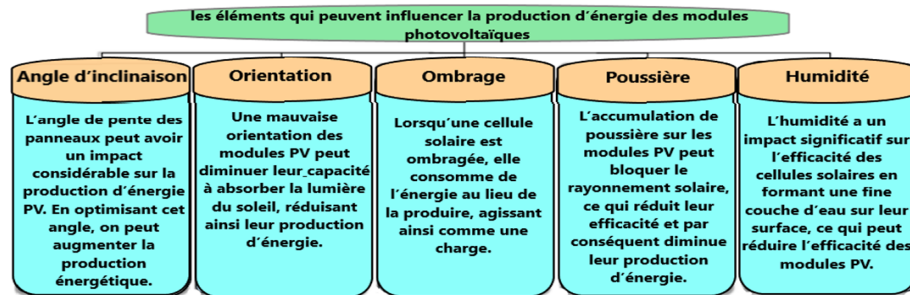 les éléments qui peuvent influencer la production d'énergie des modules
photovoltaïques
Angle d'inclinaison
L'angle de pente des
panneaux peut avoir
un impact
considérable sur la
production d'énergie
PV. En optimisant cet
angle, on peut
augmenter la
production
énergétique.
Orientation
Une mauvaise
orientation des
modules PV peut
diminuer leur capacité
à absorber la lumière
du soleil, réduisant
ainsi leur production
d'énergie.
Ombrage
Lorsqu'une cellule
solaire est
ombragée, elle
consomme de
l'énergie au lieu de
la produire, agissant
ainsi comme une
charge.
Poussière
L'accumulation de
poussière sur les
modules PV peut
bloquer le
rayonnement solaire,
ce qui réduit leur
efficacité et par
conséquent diminue
leur production
d'énergie.
Humidité
L'humidité a un
impact significatif sur
l'efficacité des
cellules solaires en
formant une fine
couche d'eau sur leur
surface, ce qui peut
réduire l'efficacité des
modules PV.